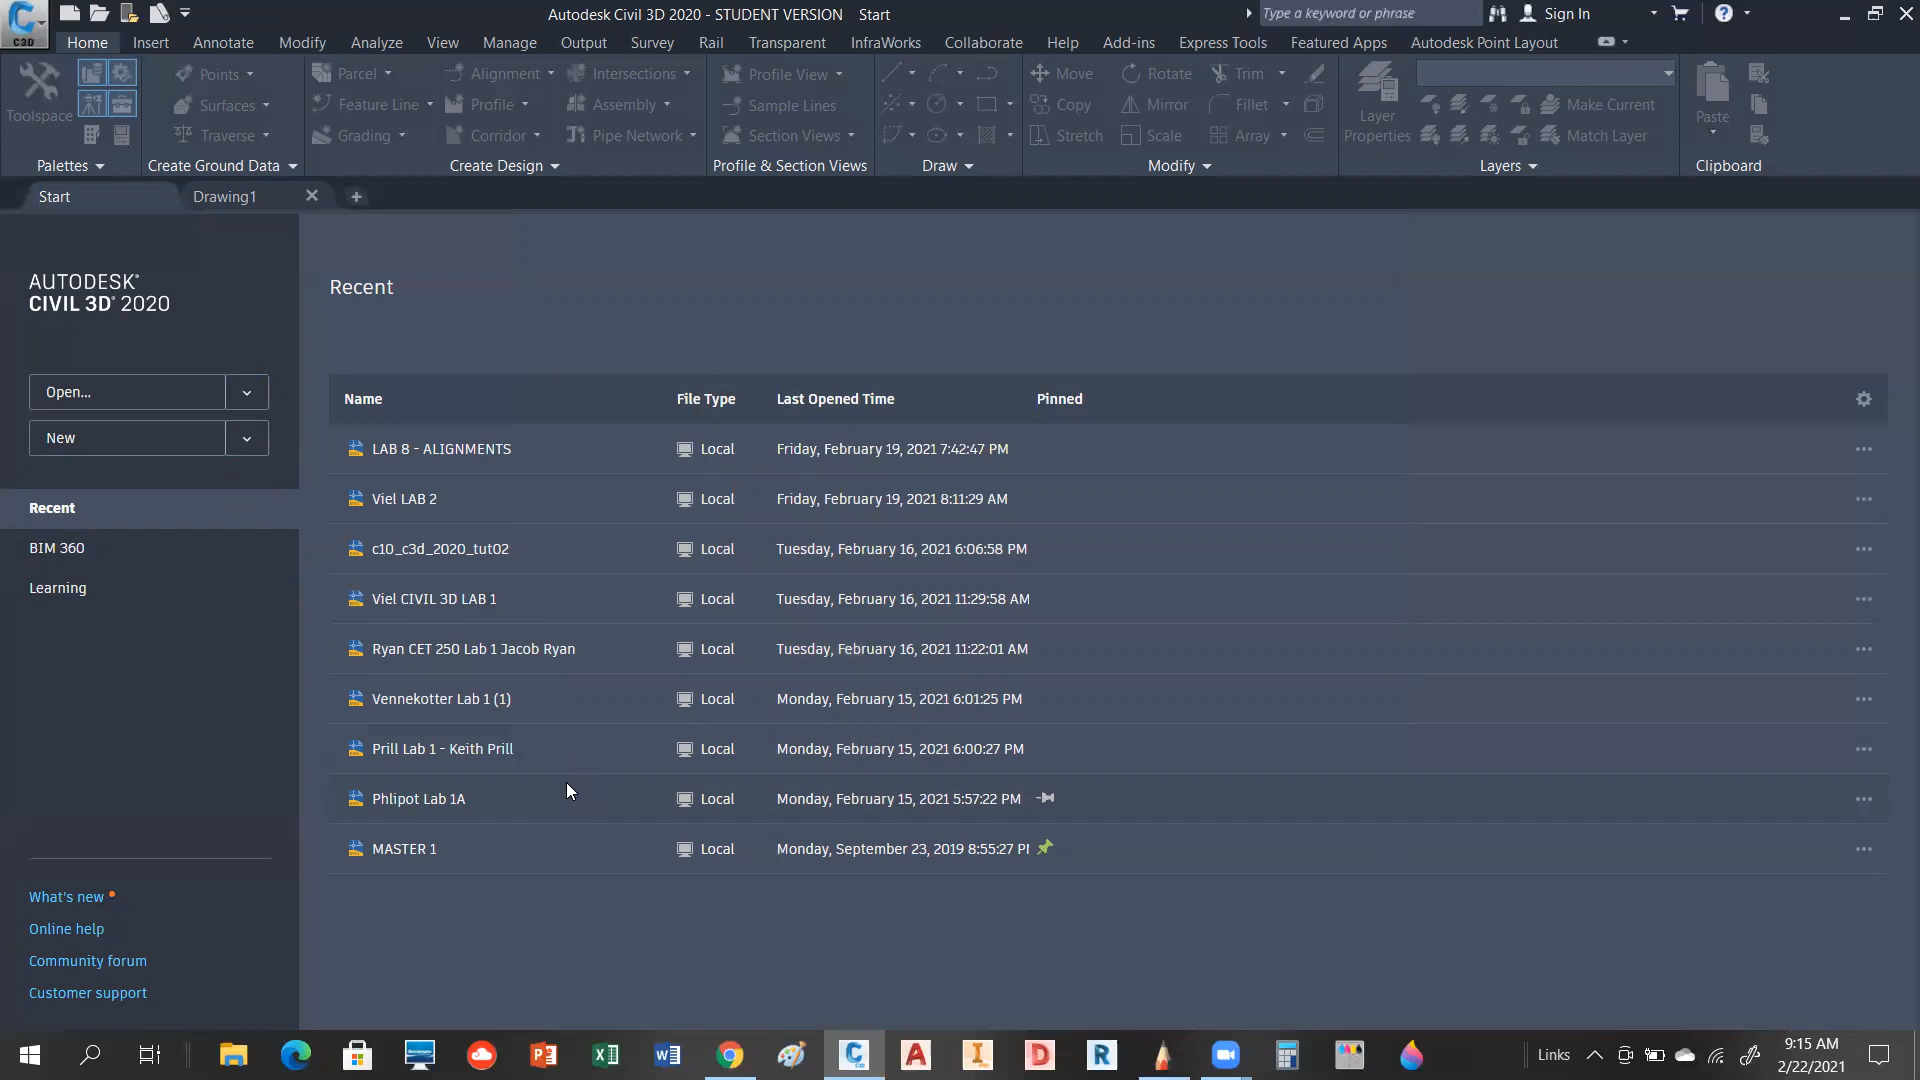 Autodesk Civil 3D 2020 - STUDENT VERSION Start
Type a keyword or phrase
Sign In
C3D
Home Insert Annotate Modify Analyze View Manage Output Survey Rail Transparent InfraWorks Collaborate Help Add-ins Express Tools Featured Apps Autodesk Point Layout
Points Parcel Alignment Intersections Profile View Move Rotate Trim
Toolspace Surfaces Feature Line Profile Assembly Sample Lines Copy Mirror Fillet Layer Properties Make Current Paste
Traverse Grading Corridor Pipe Network Section Views Stretch Scale Array Match Layer
Palettes Create Ground Data Create Design Profile & Section Views Draw Modify Layers Clipboard
Start Drawing1
AUTODESK®
CIVIL 3D® 2020
Open...
New
Recent
BIM 360
Learning
What's new
Online help
Community forum
Customer support
Recent
Name File Type Last Opened Time Pinned
LAB 8 - ALIGNMENTS Local Friday, February 19, 2021 7:42:47 PM
Viel LAB 2 Local Friday, February 19, 2021 8:11:29 AM
c10_c3d_2020_tut02 Local Tuesday, February 16, 2021 6:06:58 PM
Viel CIVIL 3D LAB 1 Local Tuesday, February 16, 2021 11:29:58 AM
Ryan CET 250 Lab 1 Jacob Ryan Local Tuesday, February 16, 2021 11:22:01 AM
Vennekotter Lab 1 (1) Local Monday, February 15, 2021 6:01:25 PM
Prill Lab 1 - Keith Prill Local Monday, February 15, 2021 6:00:27 PM
Phlipot Lab 1A Local Monday, February 15, 2021 5:57:22 PM
MASTER 1 Local Monday, September 23, 2019 8:55:27 PM
Links
9:15 AM
2/22/2021